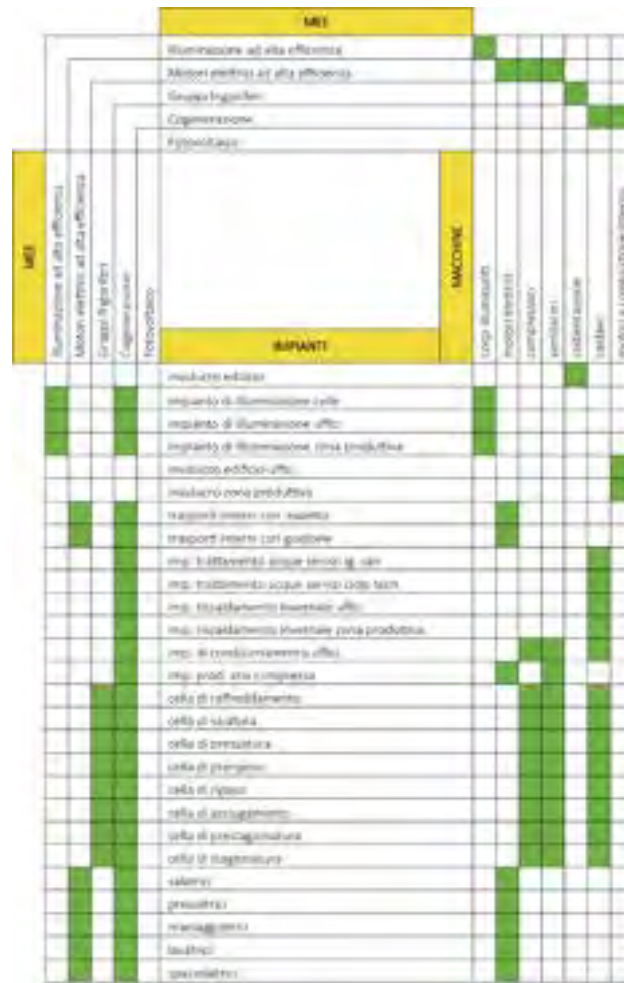 MEE
Illuminazione ad alta efficienza
Motori elettrici ad alta efficienza
Gruppi frigoriferi
Cogenerazione
Fotovoltaico
MEE
Illuminazione ad alta efficienza
Motori elettrici ad alta efficienza
Gruppi frigoriferi
Cogenerazione
Fotovoltaico
MACCHINE
corpi illuminanti
motori elettrici
compressori
ventilatori
caldaie
motori a combustione interna
IMPIANTI
involucro edilizio
impianto di illuminazione celle
impianto di illuminazione uffici
impianto di illuminazione zona produttiva
involucro edificio uffici
involucro zona produttiva
trasporti interni con
trasporti interni con guidovie
imp. trattamento acque servizi ig. san
imp. trattamento acque servizi ciclo tecn
imp. riscaldamento invernale uffici
imp. riscaldamento invernale zona produttiva
imp. di condizionamento uffici
imp. prod. aria compressa
cella di raffreddamento
cella di salatura
cella di pressatura
cella di preriposo
cella di riposo
cella di asciugamento
cella di prestagionatura
cella di stagionatura
salatrici
pressatrici
massaggiatrici
lavatrici